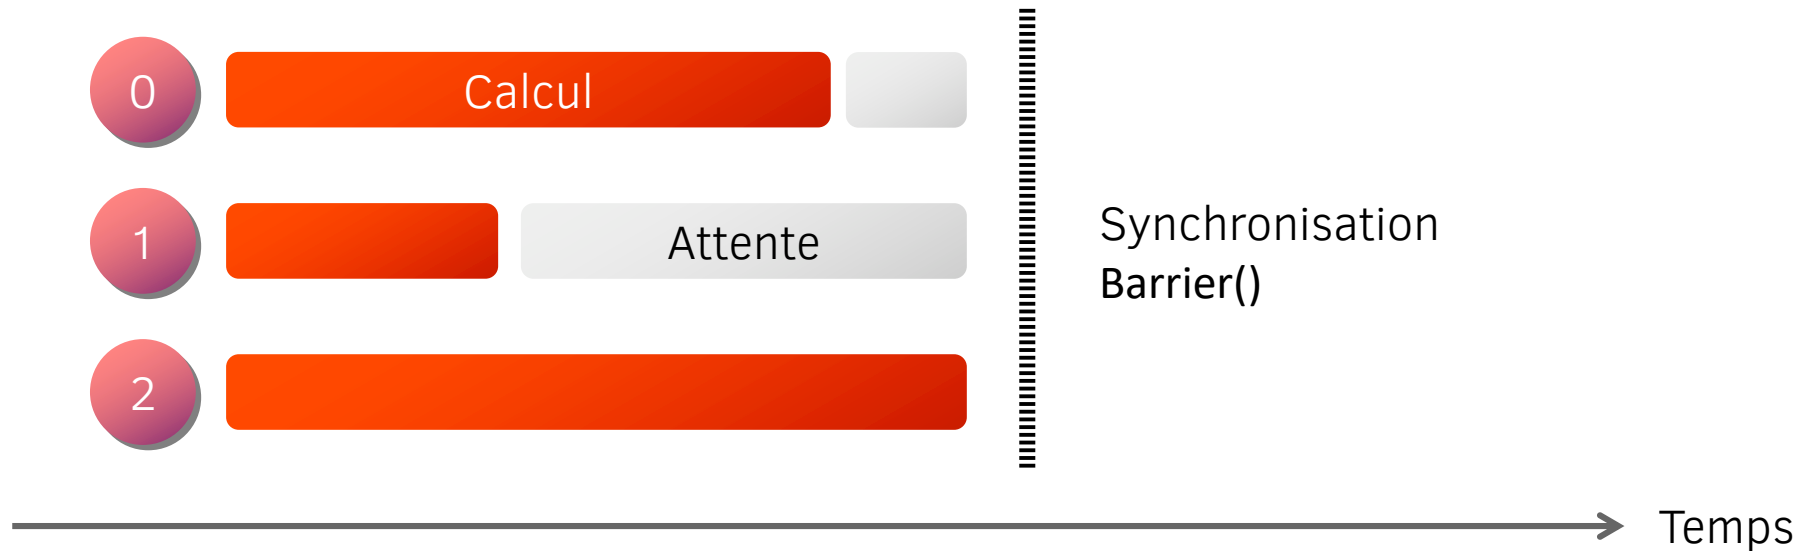 0
Calcul
1
Attente
Synchronisation
Barrier()
2
Temps